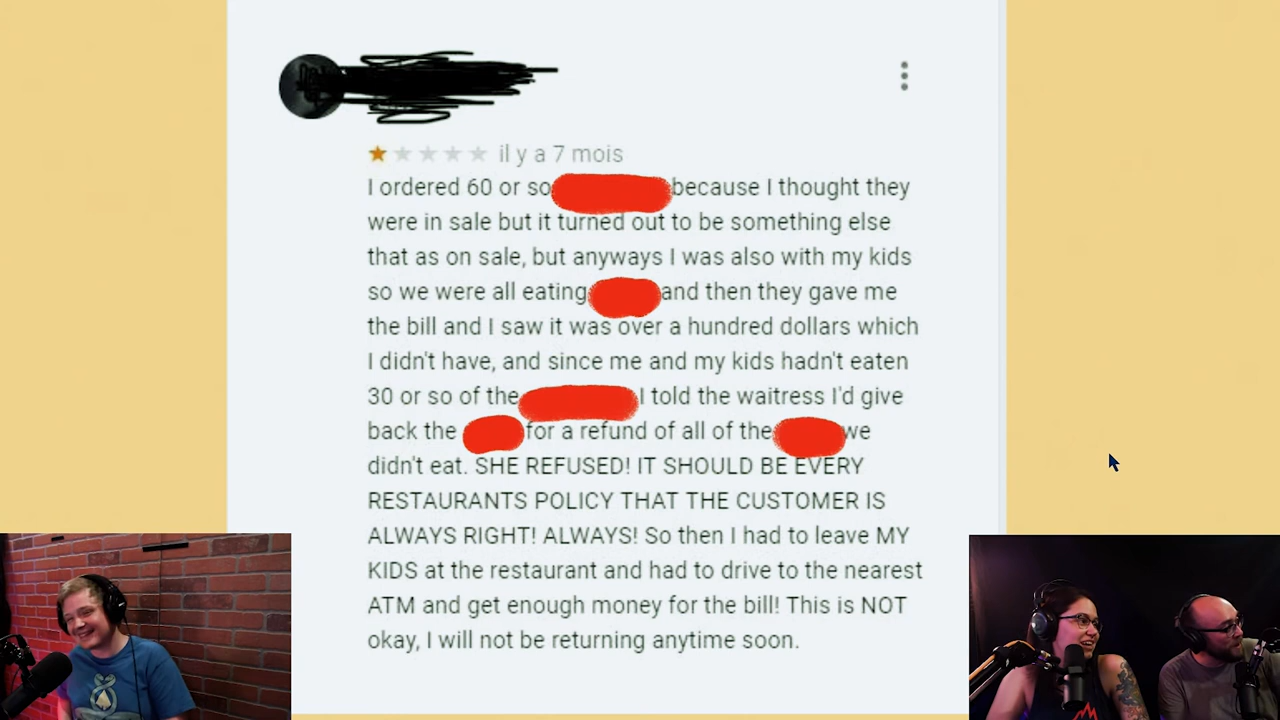 il y a 7 mois
I ordered 60 or so because I thought they
were in sale but it turned out to be something else
that as on sale, but anyways I was also with my kids
so we were all eating and then they gave me
the bill and I saw it was over a hundred dollars which
I didn't have, and since me and my kids hadn't eaten
30 or so of the I told the waitress I'd give
back the for a refund of all of the we
didn't eat. SHE REFUSED! IT SHOULD BE EVERY
RESTAURANTS POLICY THAT THE CUSTOMER IS
ALWAYS RIGHT! ALWAYS! So then I had to leave MY
KIDS at the restaurant and had to drive to the nearest
ATM and get enough money for the bill! This is NOT
okay, I will not be returning anytime soon.